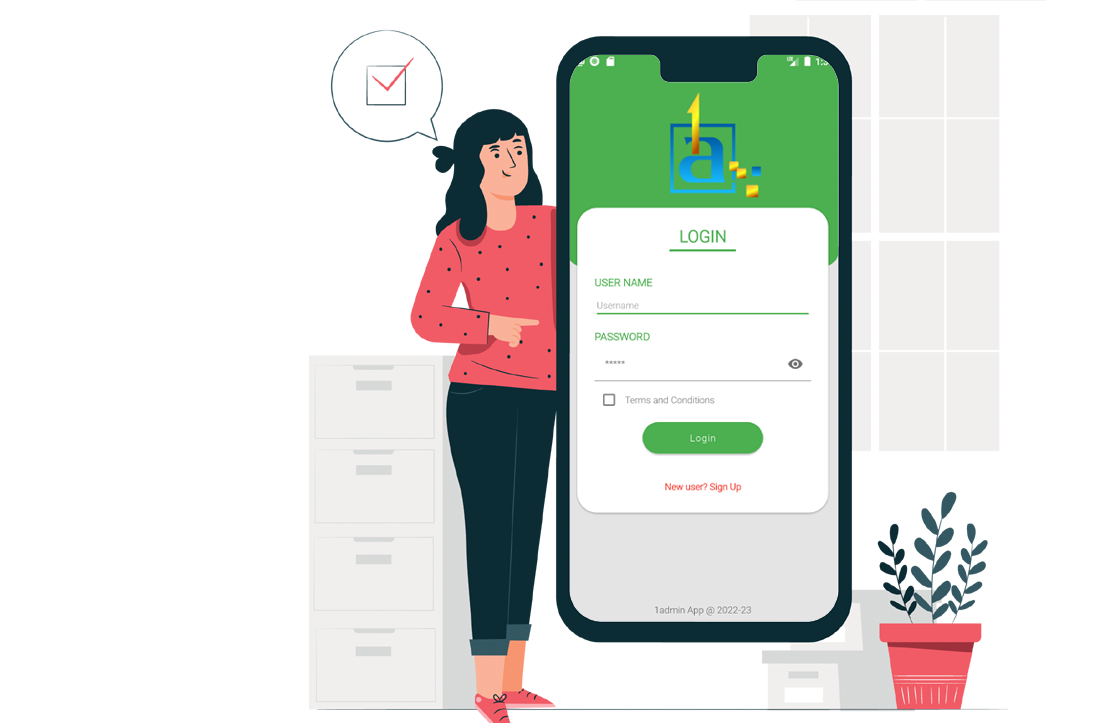 1:3
LOGIN
USER NAME
Username
PASSWORD
*****
Terms and Conditions
Login
New user? Sign Up
1admin App @ 2022-23